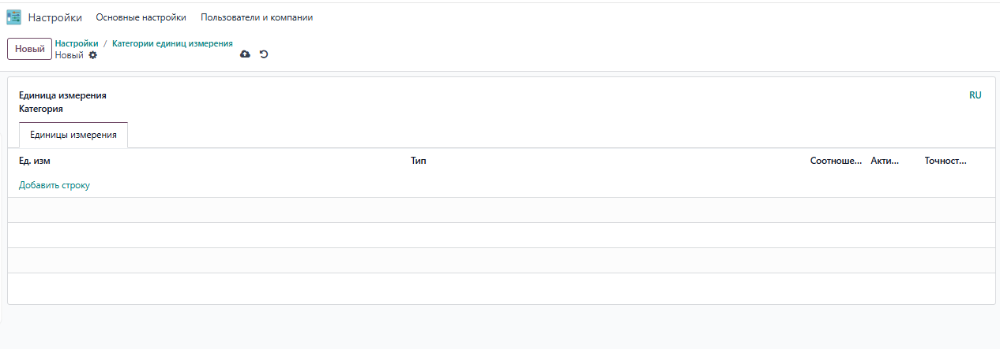 Настройки Основные настройки Пользователи и компании
Новый Настройки / Категории единиц измерения
Новый
Единица измерения RU
Категория
Единицы измерения
Ед. изм Тип Соотноше... Акти... Точност...
Добавить строку